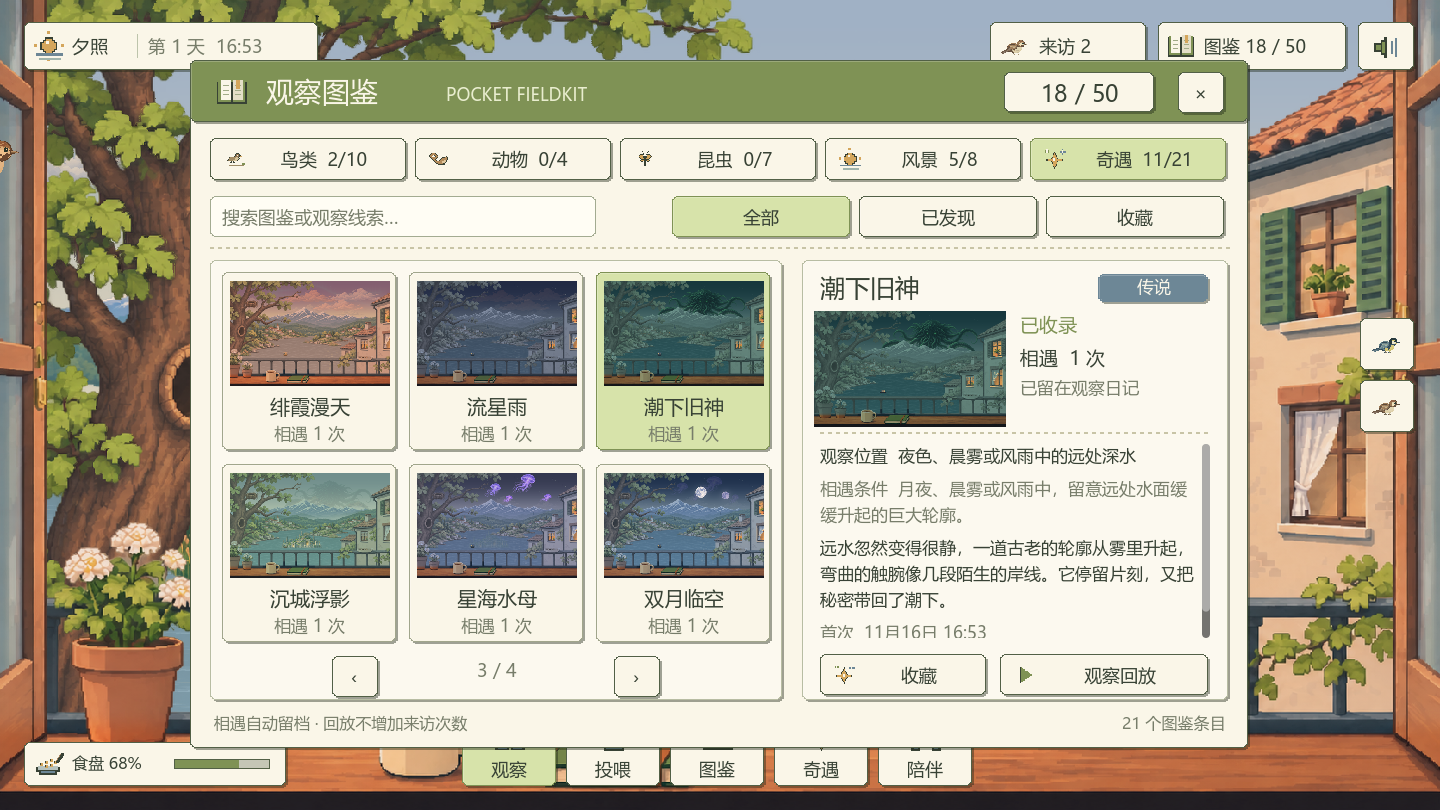 夕照 第 1 天 16:53
来访 2
图鉴 18 / 50
观察图鉴 POCKET FIELDKIT 18 / 50 ×
鸟类 2/10
动物 0/4
昆虫 0/7
风景 5/8
奇遇 11/21
搜索图鉴或观察线索...
全部
已发现
收藏
绯霞漫天
相遇 1 次
流星雨
相遇 1 次
潮下旧神
相遇 1 次
沉城浮影
相遇 1 次
星海水母
相遇 1 次
双月临空
相遇 1 次
‹ 3 / 4 ›
潮下旧神
传说
已收录
相遇 1 次
已留在观察日记
观察位置 夜色、晨雾或风雨中的远处深水
相遇条件 月夜、晨雾或风雨中，留意远处水面缓
缓升起的巨大轮廓。
远水忽然变得很静，一道古老的轮廓从雾里升起，
弯曲的触腕像几段陌生的岸线。它停留片刻，又把
秘密带回了潮下。
首次 11月16日 16:53
收藏
观察回放
相遇自动留档 · 回放不增加来访次数
21 个图鉴条目
食盘 68%
观察
投喂
图鉴
奇遇
陪伴